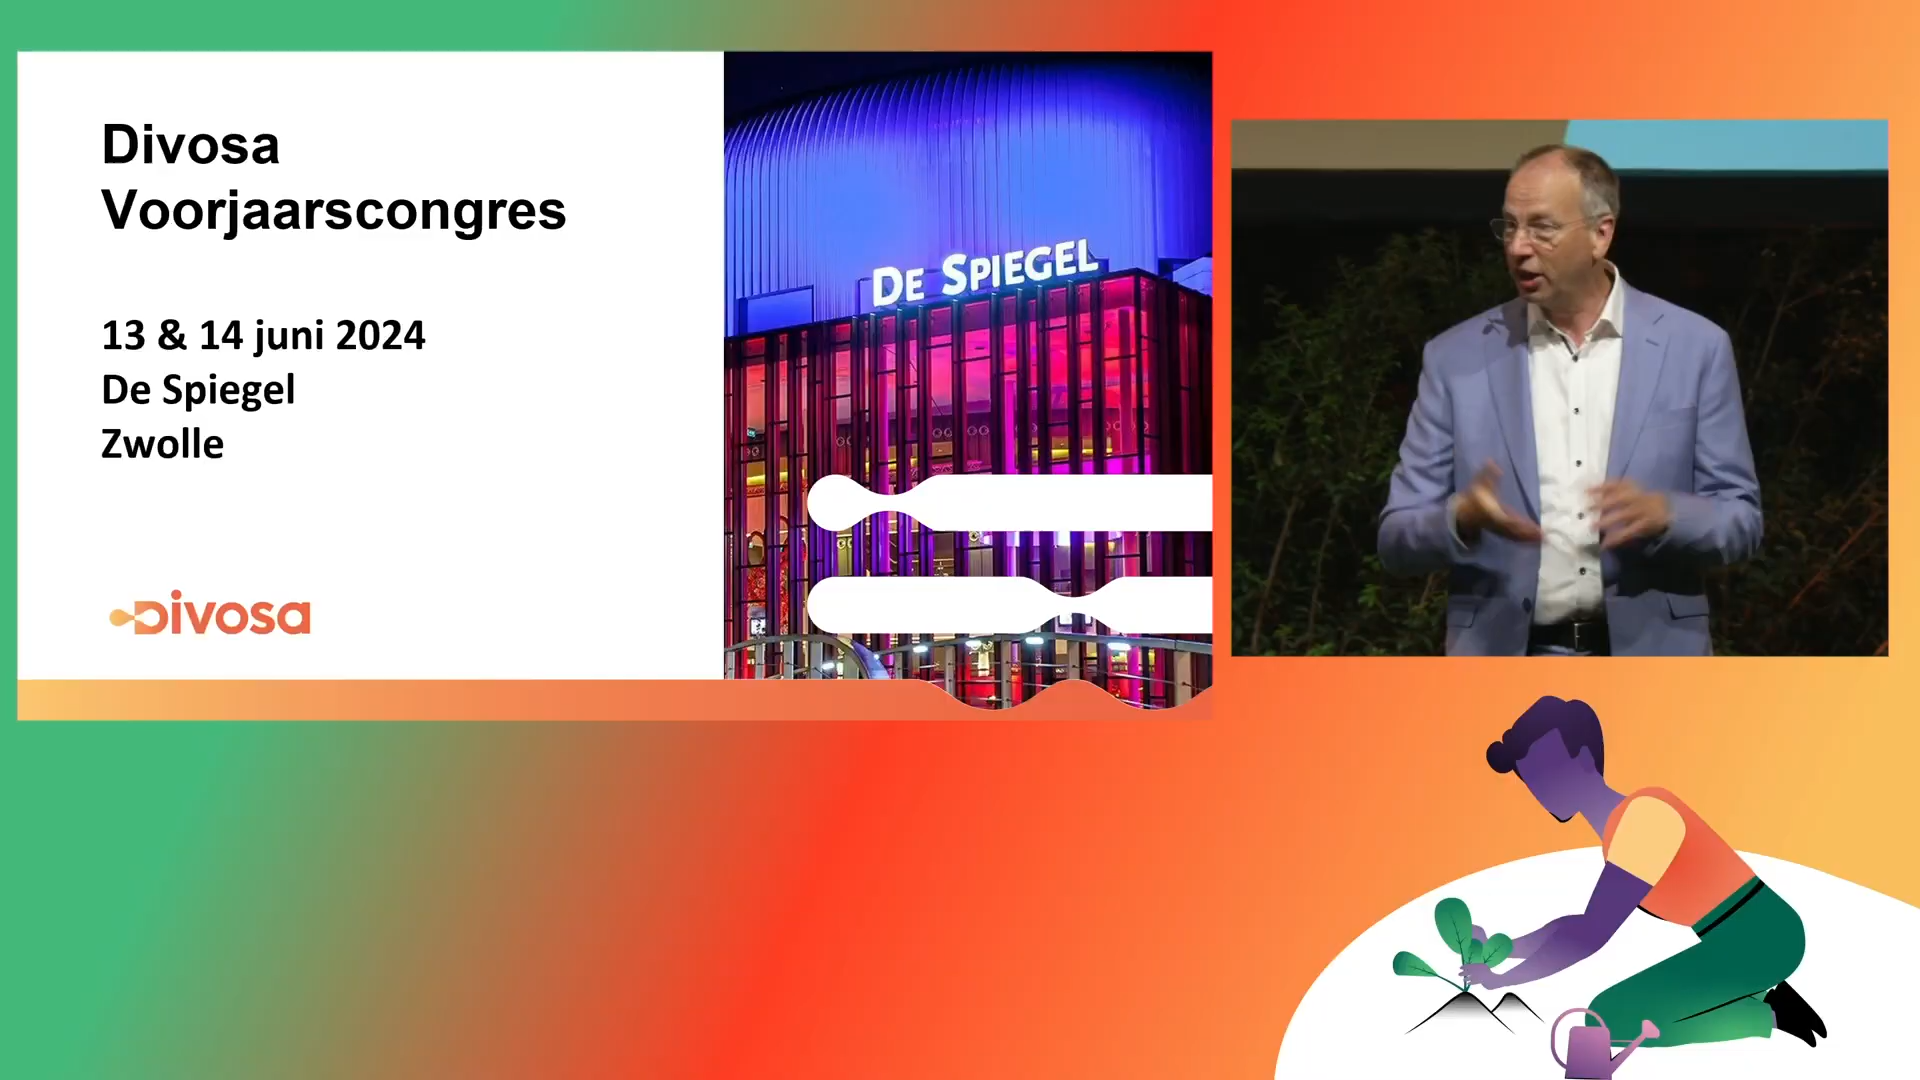 Divosa
Voorjaarscongres
13 & 14 juni 2024
De Spiegel
Zwolle
Divosa
DE SPIEGEL